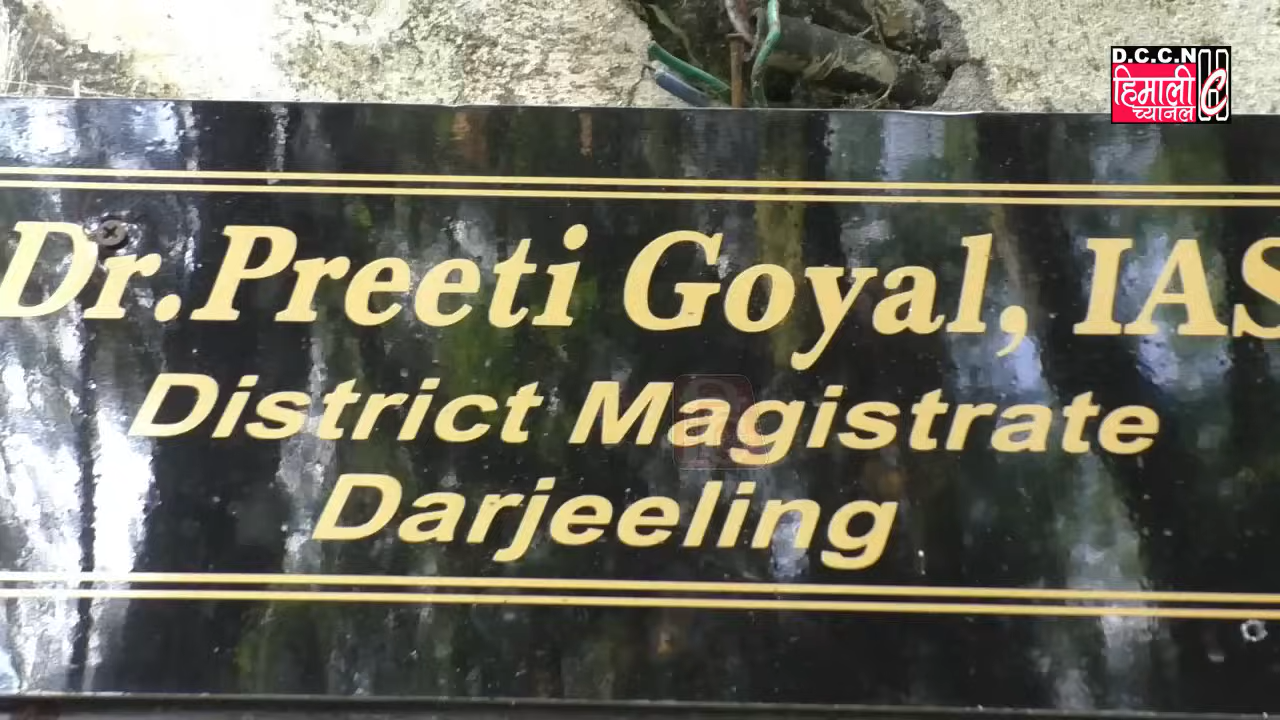 D.C.C.N
हिमाली
च्यानल
Dr.Preeti Goyal, IAS
District Magistrate
Darjeeling